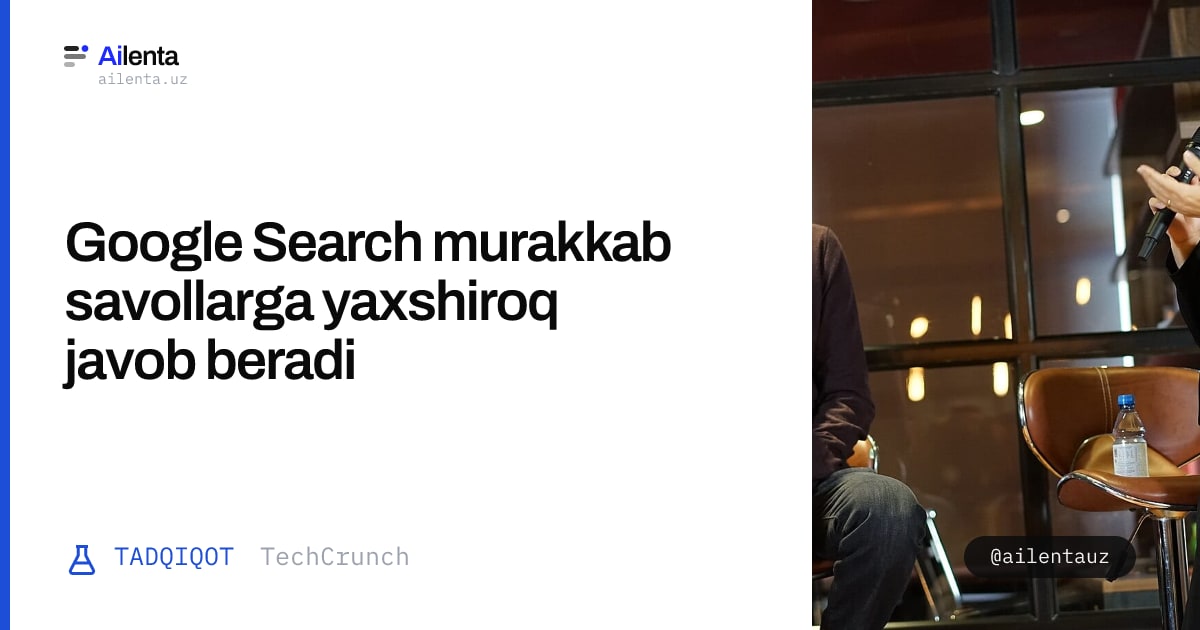 Ailenta
ailenta.uz
Google Search murakkab
savollarga yaxshiroq
javob beradi
TADQIQOT TechCrunch
@ailentauz